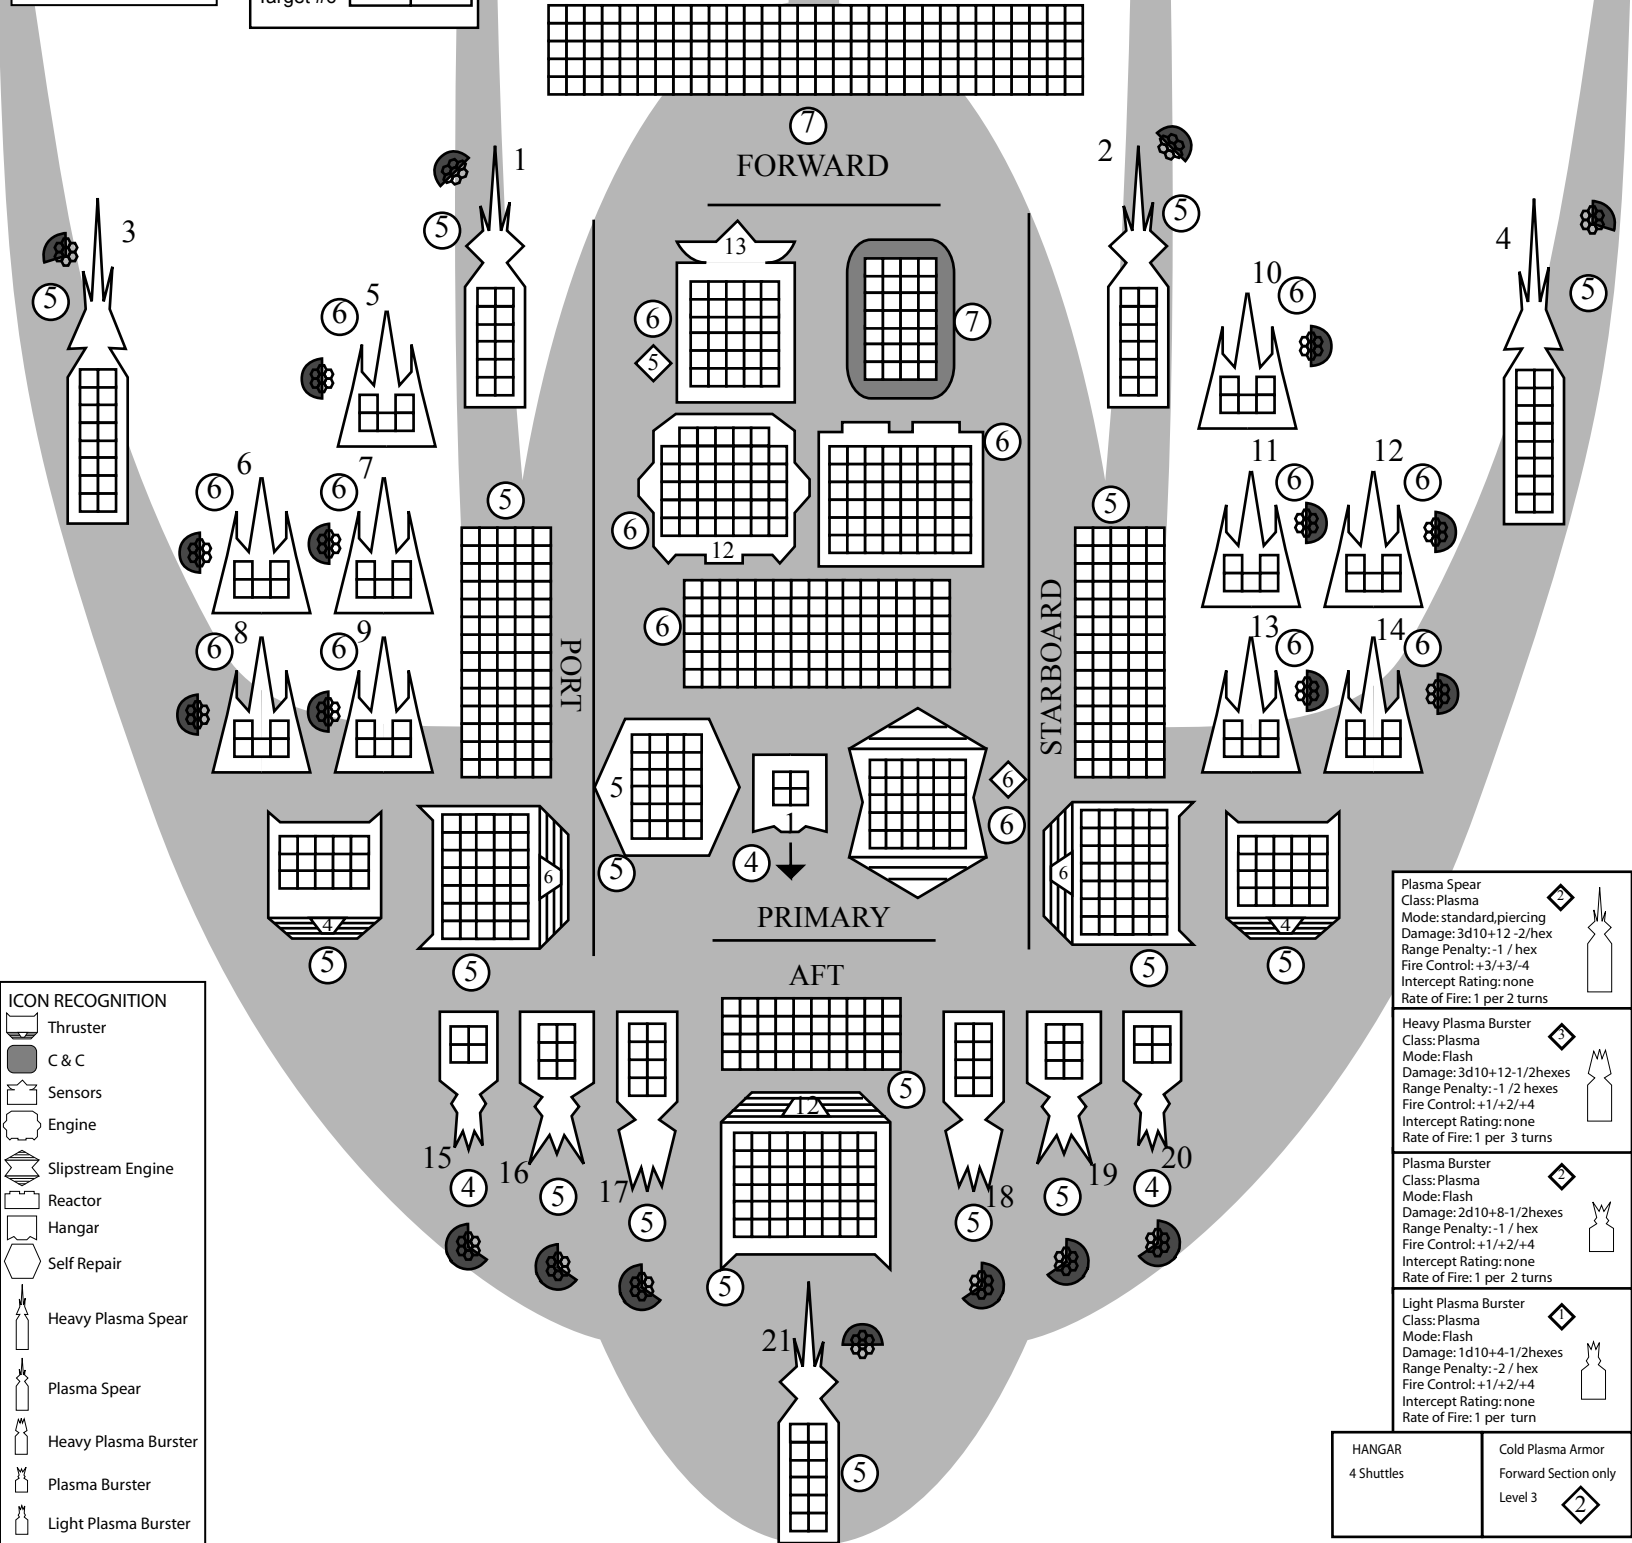 Target #6
7
FORWARD
1
2
3
4
5
5
5
5
13
6
5
7
5
6
10
6
6
12
6
6
6
7
6
11
6
12
6
5
5
6
8
6
9
6
13
6
14
6
PORT
STARBOARD
5
5
1
4
6
6
4
5
6
5
6
5
4
5
PRIMARY
AFT
5
12
5
15
4
16
5
17
5
18
5
19
5
20
4
21
5
ICON RECOGNITION
Thruster
C & C
Sensors
Engine
Slipstream Engine
Reactor
Hangar
Self Repair
Heavy Plasma Spear
Plasma Spear
Heavy Plasma Burster
Plasma Burster
Light Plasma Burster
Plasma Spear
2
Class: Plasma
Mode: standard,piercing
Damage: 3d10+12 -2/hex
Range Penalty: -1 / hex
Fire Control: +3/+3/-4
Intercept Rating: none
Rate of Fire: 1 per 2 turns
Heavy Plasma Burster
3
Class: Plasma
Mode: Flash
Damage: 3d10+12-1/2hexes
Range Penalty: -1 /2 hexes
Fire Control: +1/+2/+4
Intercept Rating: none
Rate of Fire: 1 per 3 turns
Plasma Burster
2
Class: Plasma
Mode: Flash
Damage: 2d10+8-1/2hexes
Range Penalty: -1 / hex
Fire Control: +1/+2/+4
Intercept Rating: none
Rate of Fire: 1 per 2 turns
Light Plasma Burster
1
Class: Plasma
Mode: Flash
Damage: 1d10+4-1/2hexes
Range Penalty: -2 / hex
Fire Control: +1/+2/+4
Intercept Rating: none
Rate of Fire: 1 per turn
HANGAR
4 Shuttles
Cold Plasma Armor
Forward Section only
Level 3
2